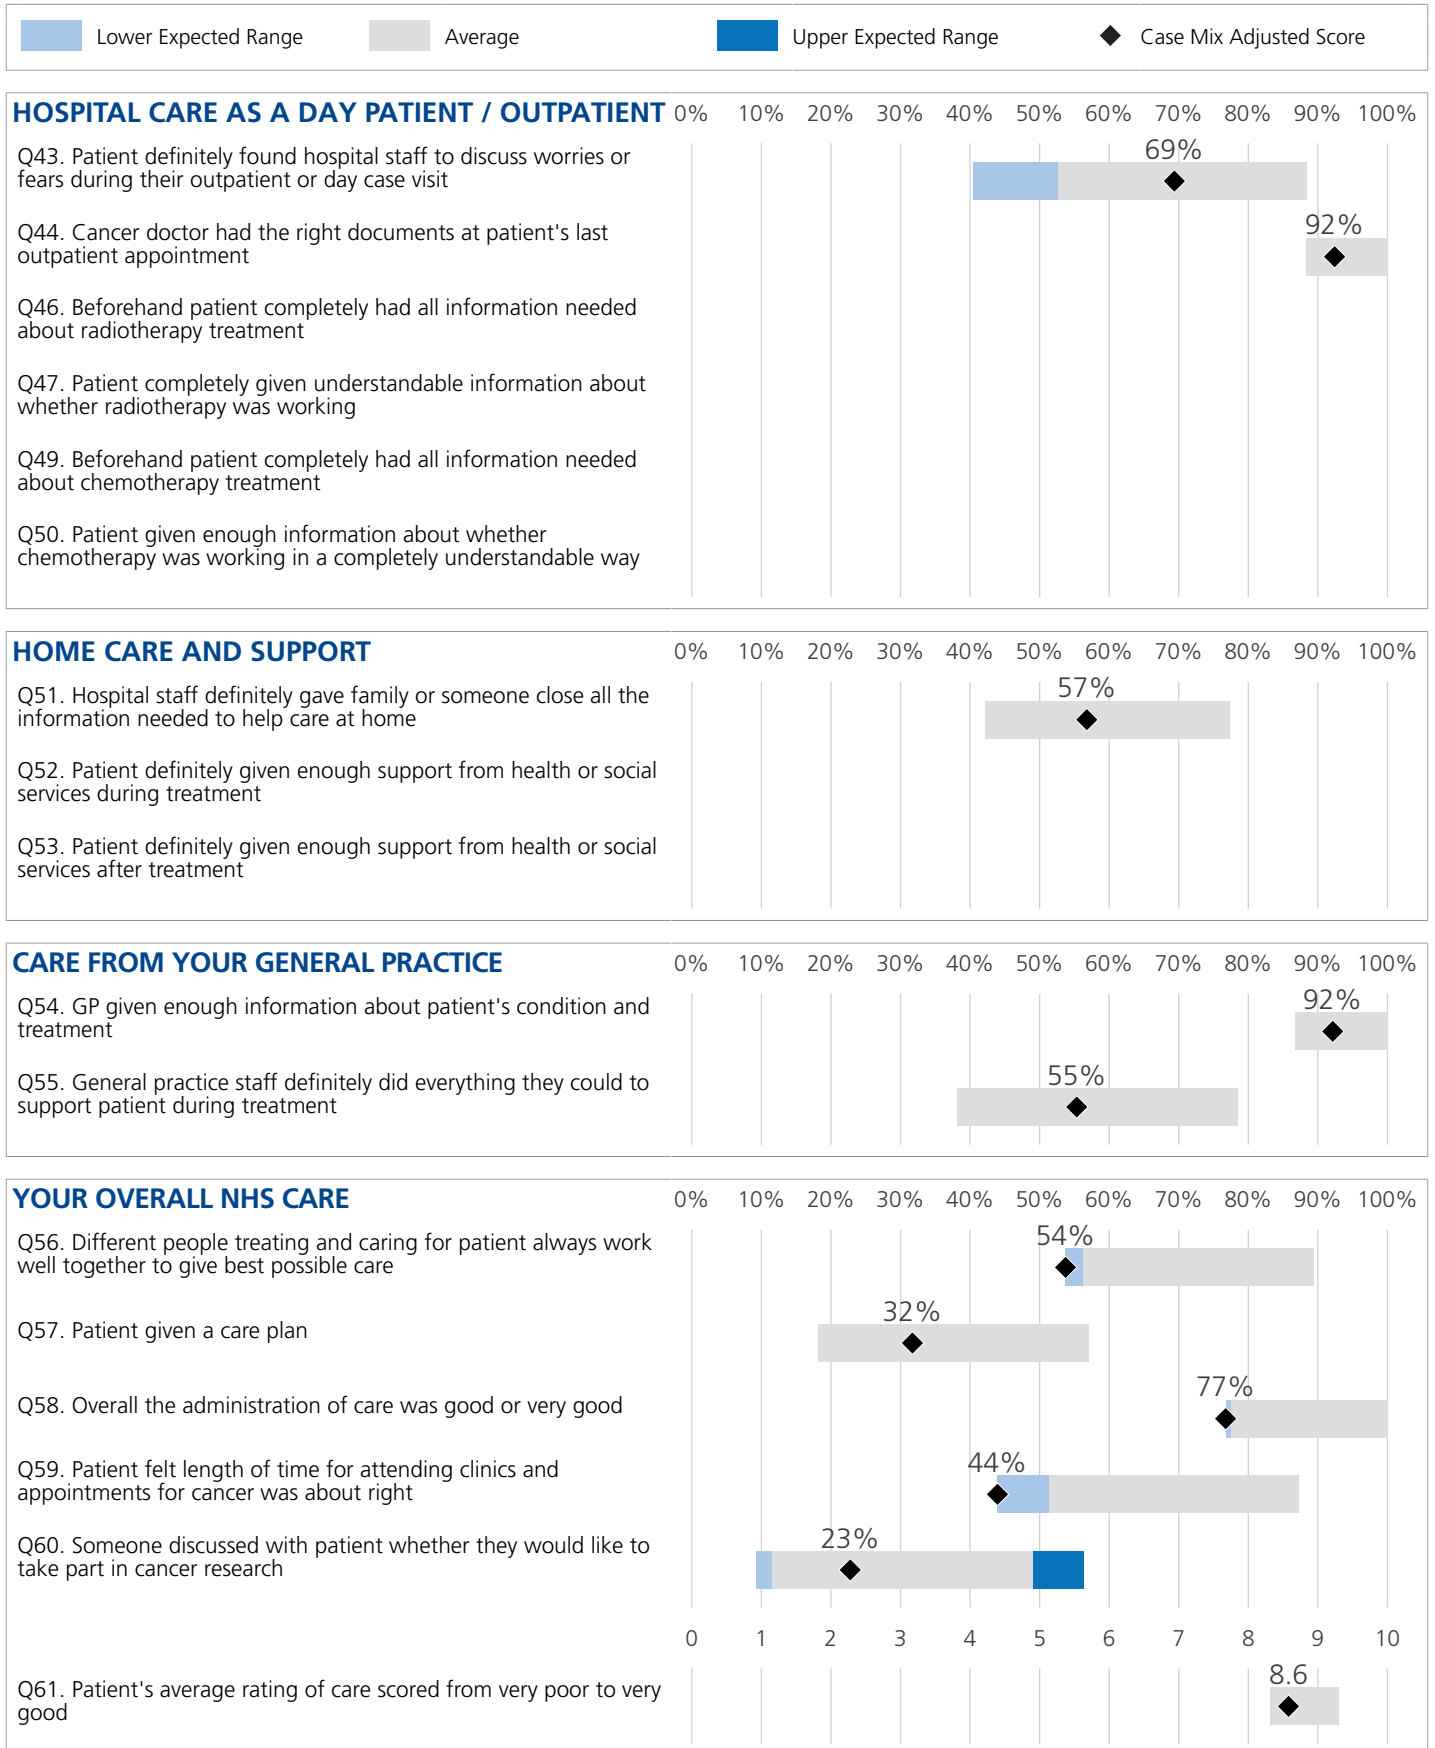 Lower Expected Range Average Upper Expected Range Case Mix Adjusted Score
HOSPITAL CARE AS A DAY PATIENT / OUTPATIENT 0% 10% 20% 30% 40% 50% 60% 70% 80% 90% 100%
Q43. Patient definitely found hospital staff to discuss worries or
fears during their outpatient or day case visit
69%
Q44. Cancer doctor had the right documents at patient's last
outpatient appointment
92%
Q46. Beforehand patient completely had all information needed
about radiotherapy treatment
Q47. Patient completely given understandable information about
whether radiotherapy was working
Q49. Beforehand patient completely had all information needed
about chemotherapy treatment
Q50. Patient given enough information about whether
chemotherapy was working in a completely understandable way
HOME CARE AND SUPPORT 0% 10% 20% 30% 40% 50% 60% 70% 80% 90% 100%
Q51. Hospital staff definitely gave family or someone close all the
information needed to help care at home
57%
Q52. Patient definitely given enough support from health or social
services during treatment
Q53. Patient definitely given enough support from health or social
services after treatment
CARE FROM YOUR GENERAL PRACTICE 0% 10% 20% 30% 40% 50% 60% 70% 80% 90% 100%
Q54. GP given enough information about patient's condition and
treatment
92%
Q55. General practice staff definitely did everything they could to
support patient during treatment
55%
YOUR OVERALL NHS CARE 0% 10% 20% 30% 40% 50% 60% 70% 80% 90% 100%
Q56. Different people treating and caring for patient always work
well together to give best possible care
54%
Q57. Patient given a care plan
32%
Q58. Overall the administration of care was good or very good
77%
Q59. Patient felt length of time for attending clinics and
appointments for cancer was about right
44%
Q60. Someone discussed with patient whether they would like to
take part in cancer research
23%
0 1 2 3 4 5 6 7 8 9 10
Q61. Patient's average rating of care scored from very poor to very
good
8.6